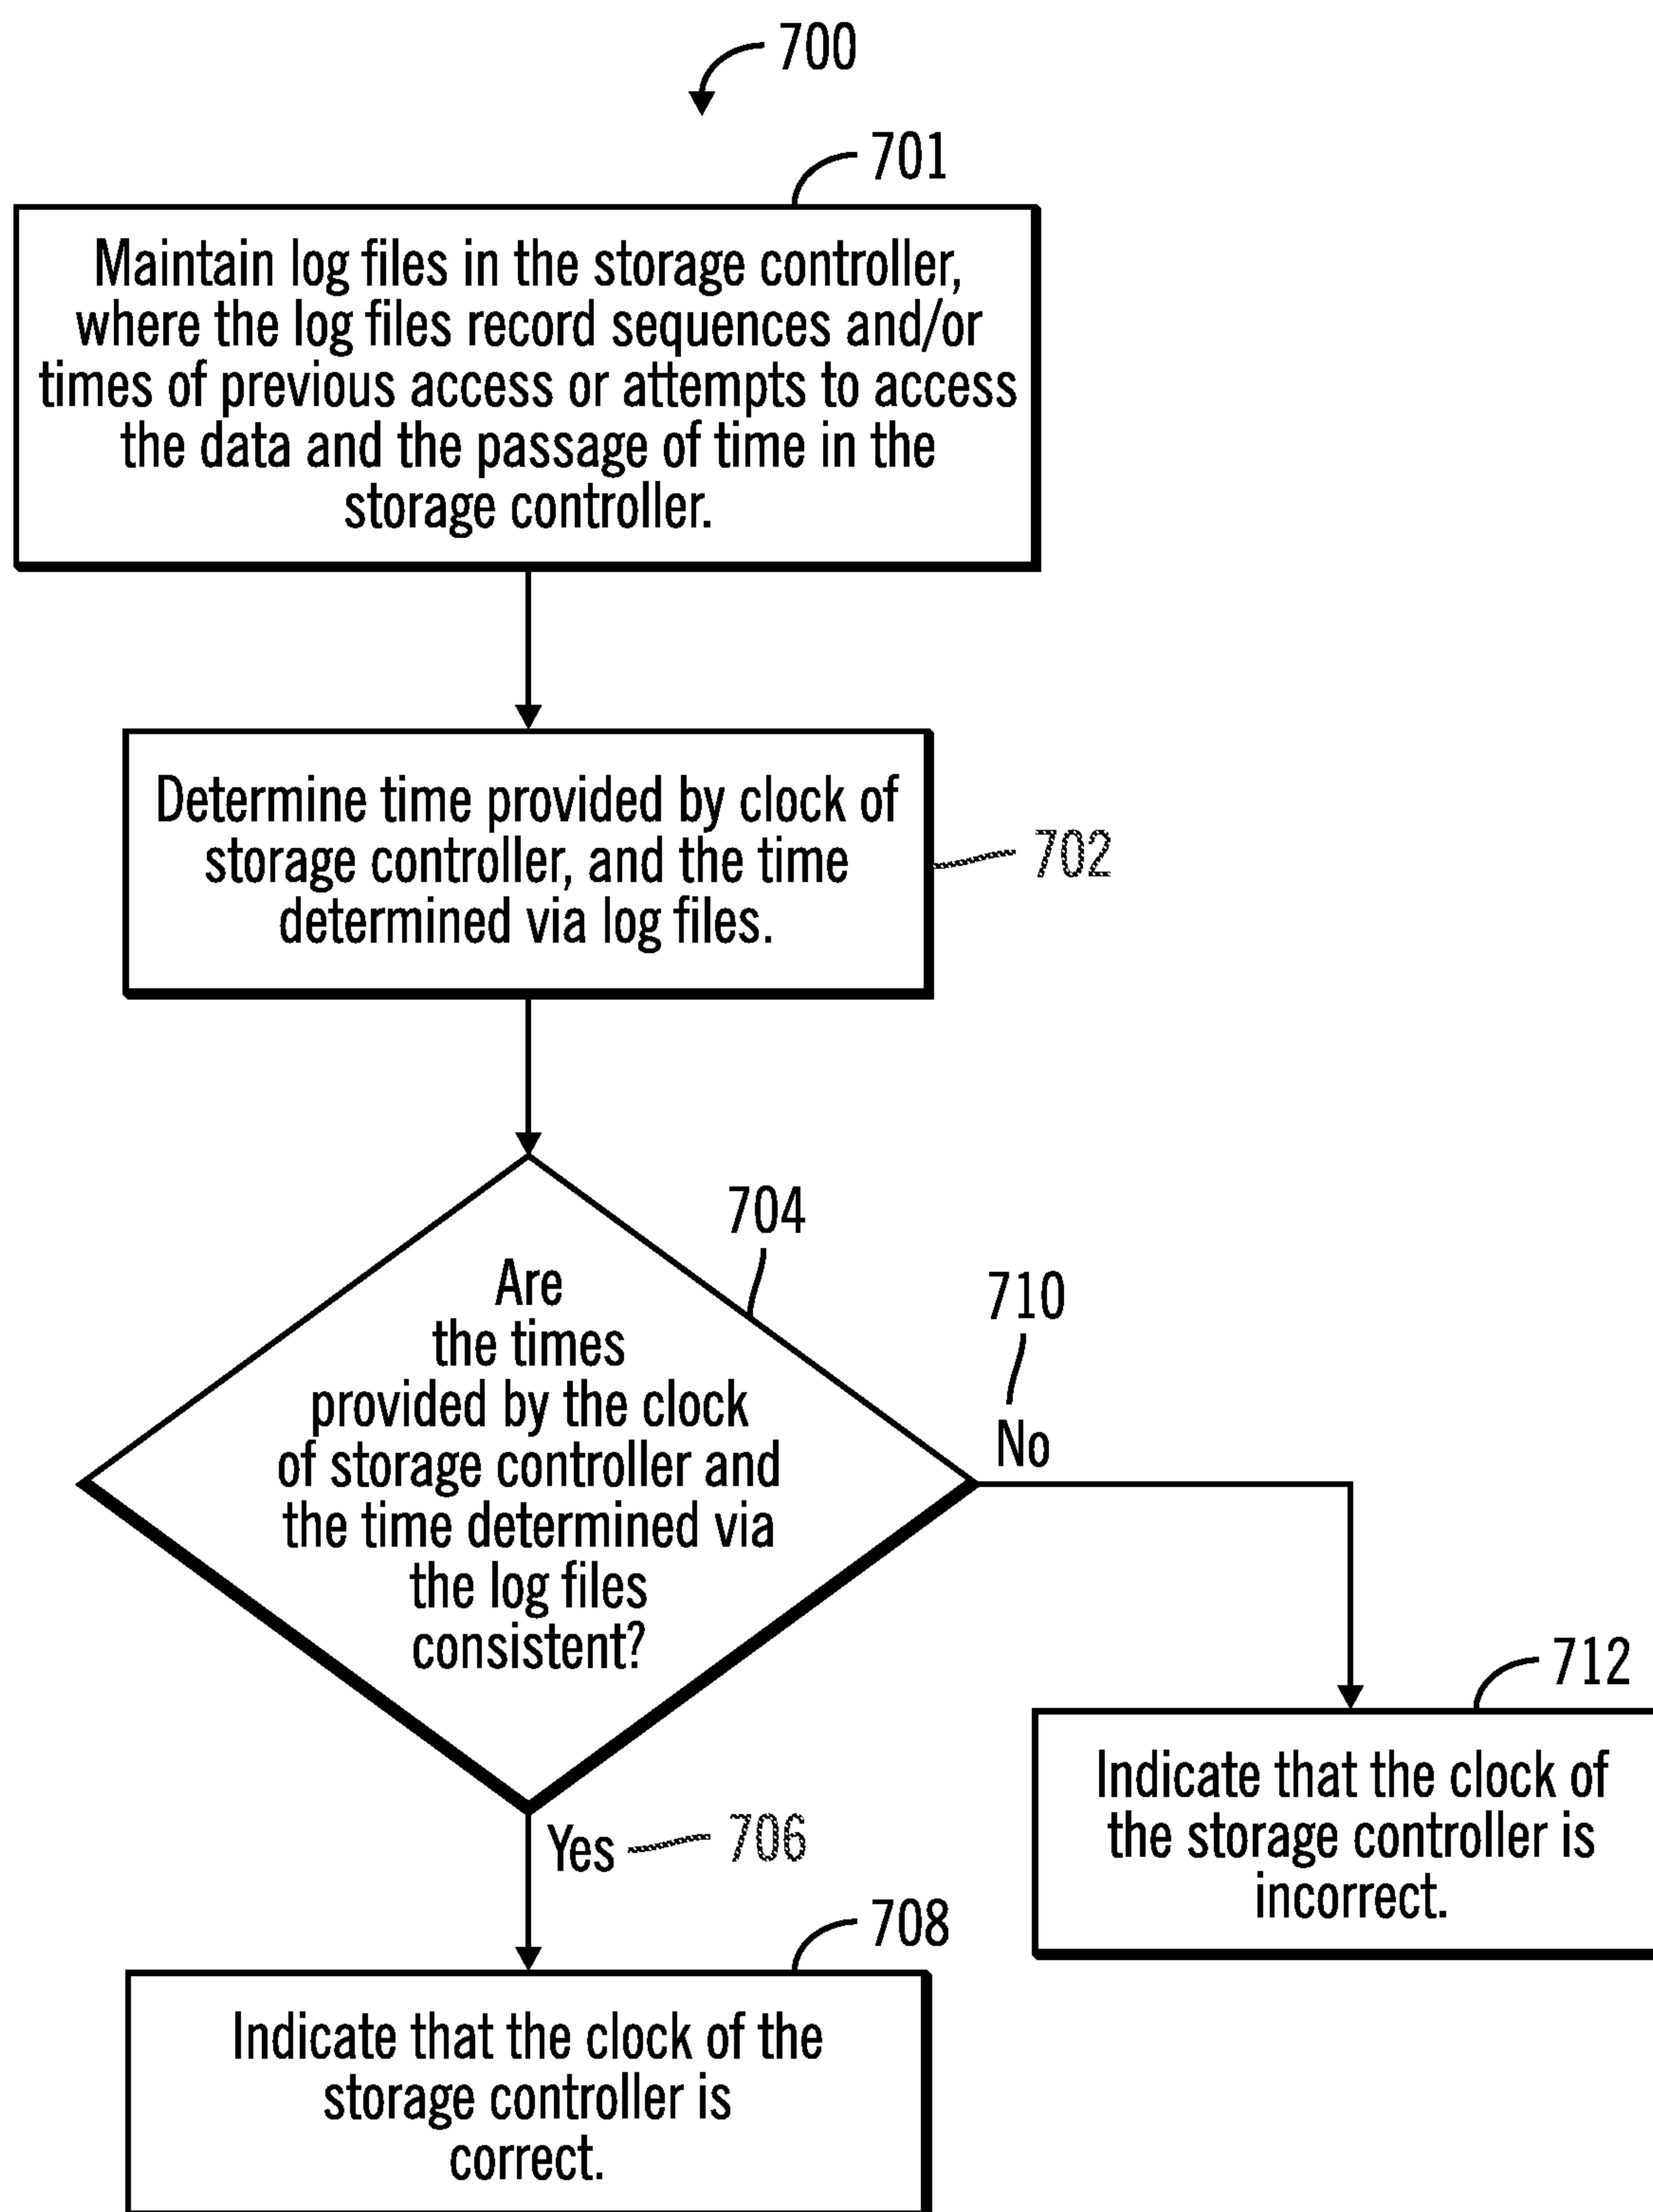 700
701
Maintain log files in the storage controller,
where the log files record sequences and/or
times of previous access or attempts to access
the data and the passage of time in the
storage controller.
Determine time provided by clock of
storage controller, and the time
determined via log files.
702
704
Are
the times
provided by the clock
of storage controller and
the time determined via
the log files
consistent?
710
No
712
Indicate that the clock of
the storage controller is
incorrect.
Yes
706
708
Indicate that the clock of the
storage controller is
correct.